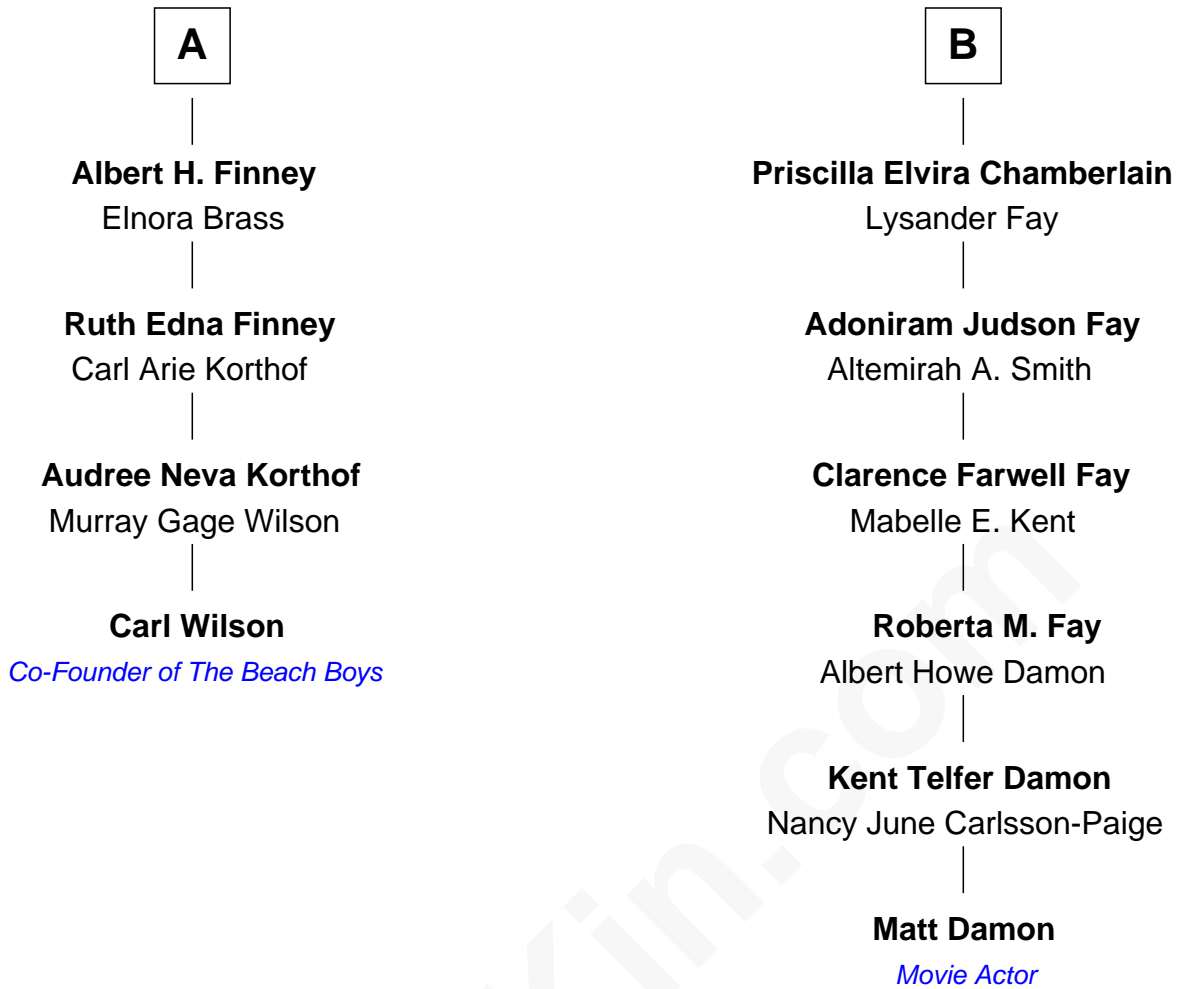 A
Albert H. Finney
Elnora Brass
Ruth Edna Finney
Carl Arie Korthof
Audree Neva Korthof
Murray Gage Wilson
Carl Wilson
Co-Founder of The Beach Boys
B
Priscilla Elvira Chamberlain
Lysander Fay
Adoniram Judson Fay
Altemirah A. Smith
Clarence Farwell Fay
Mabelle E. Kent
Roberta M. Fay
Albert Howe Damon
Kent Telfer Damon
Nancy June Carlsson-Paige
Matt Damon
Movie Actor
Kin.com